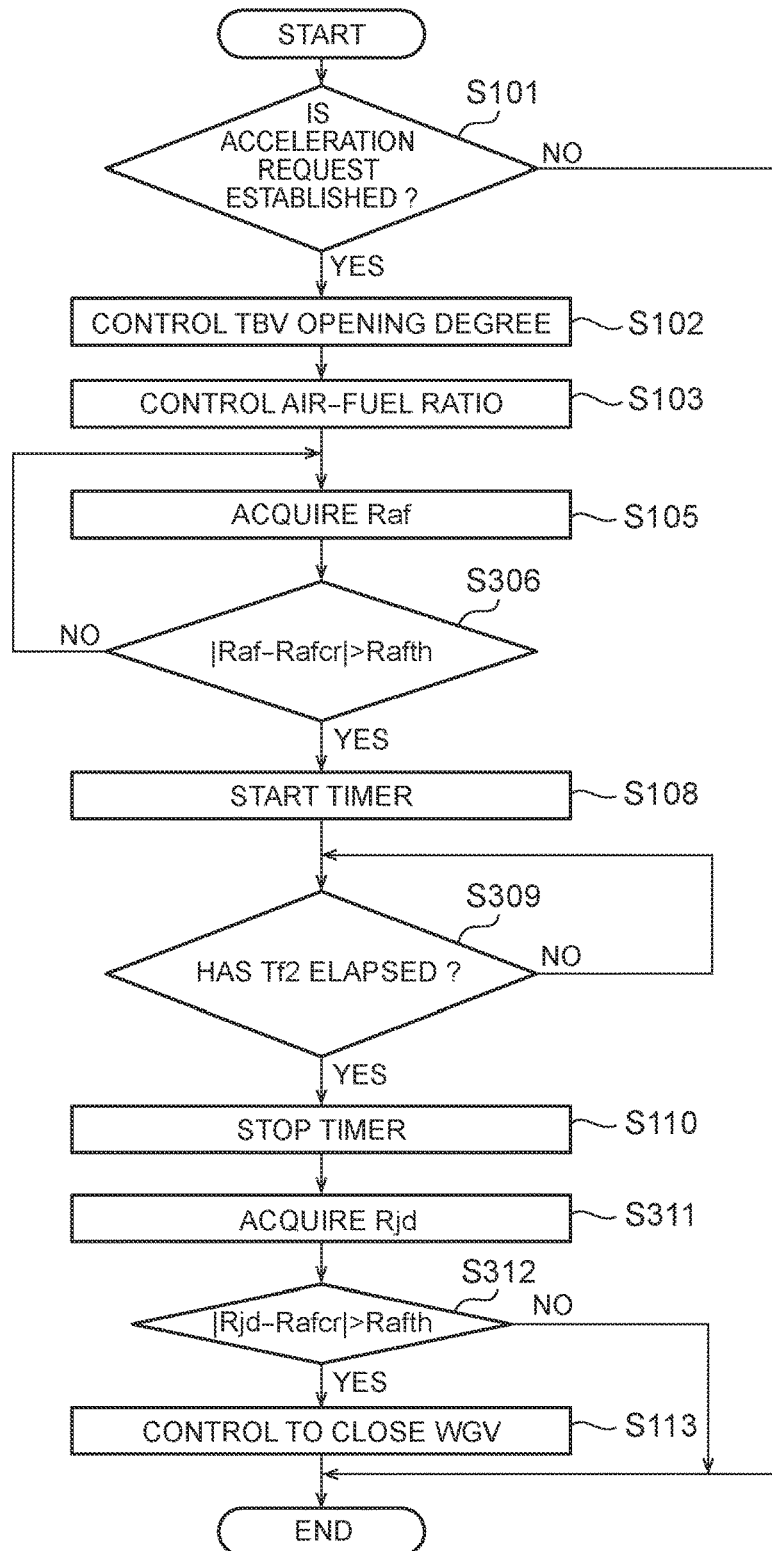 START
S101
IS
ACCELERATION
REQUEST
ESTABLISHED ?
NO
YES
CONTROL TBV OPENING DEGREE
S102
CONTROL AIR-FUEL RATIO
S103
ACQUIRE Raf
S105
S306
NO
|Raf-Rafcr|>Rafth
YES
START TIMER
S108
S309
HAS Tf2 ELAPSED ?
NO
YES
STOP TIMER
S110
ACQUIRE Rjd
S311
S312
|Rjd-Rafcr|>Rafth
NO
YES
CONTROL TO CLOSE WGV
S113
END